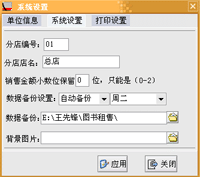 系统设置
单位信息 系统设置 打印设置
分店编号: 01
分店店名: 总店
销售金额小数位保留 0 位, 只能是(0-2)
数据备份设置: 自动备份 周二
数据备份: E:\王先锋\图书租售\
背景图片:
应用 关闭